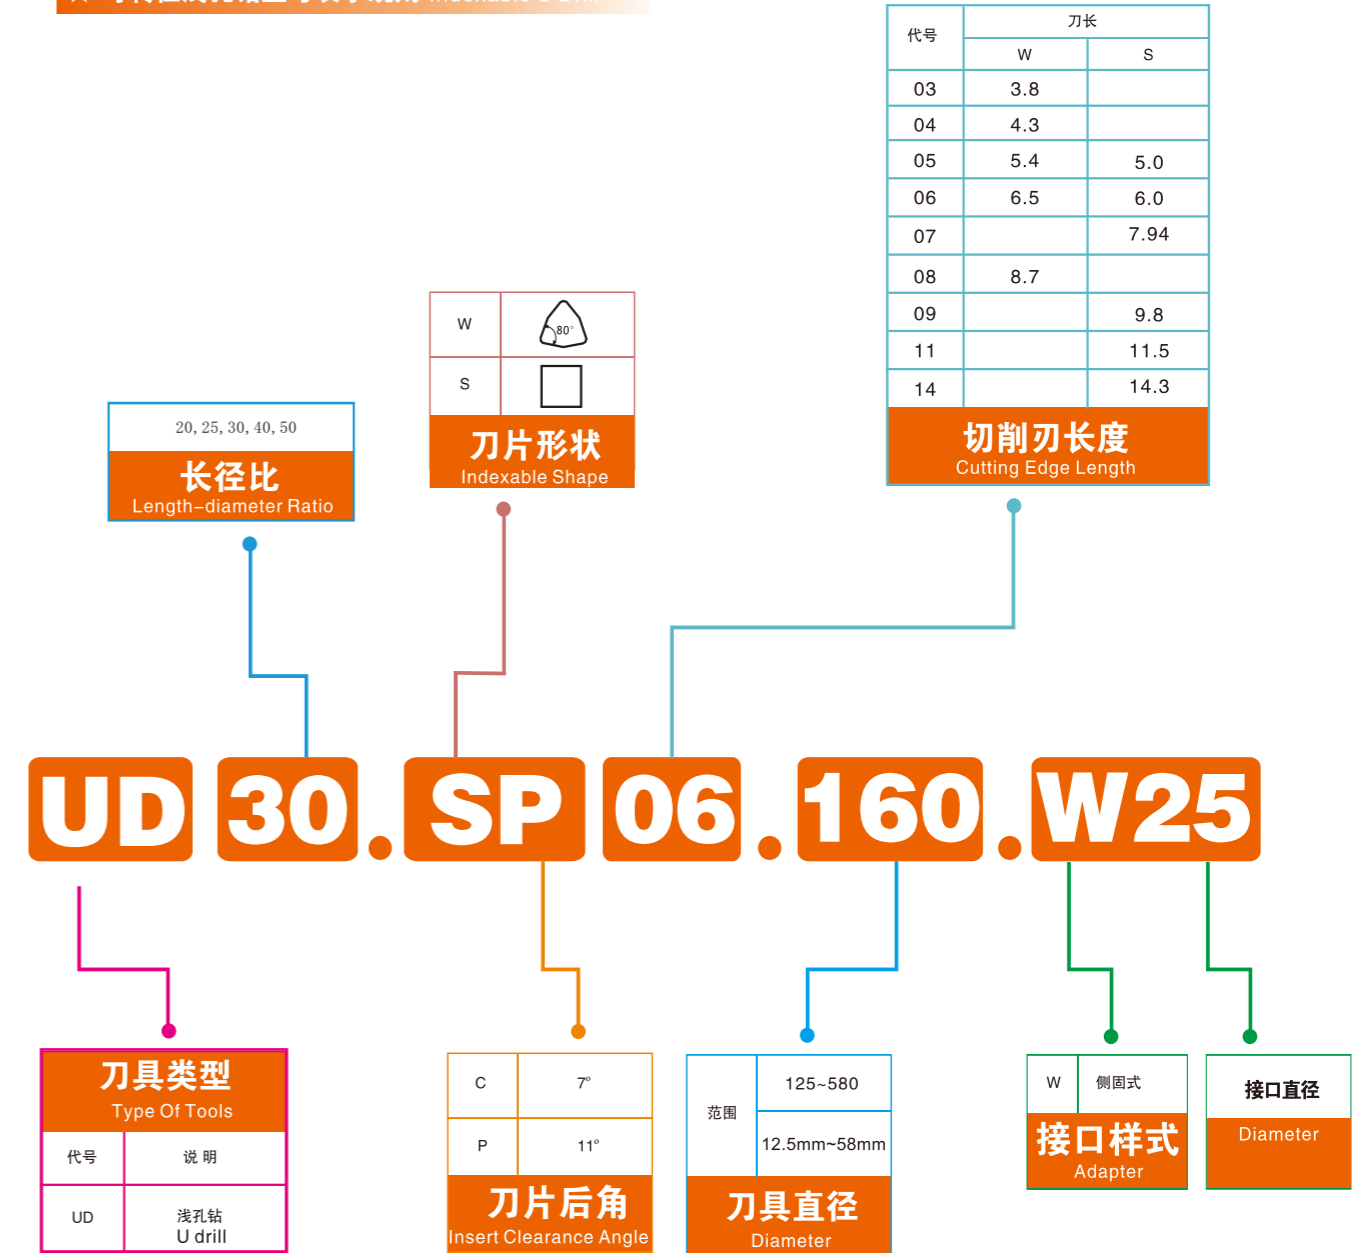 Indexable U Drill
代号 刀长
W S
03 3.8
04 4.3
05 5.4 5.0
06 6.5 6.0
07 7.94
08 8.7
09 9.8
11 11.5
14 14.3
切削刃长度
Cutting Edge Length
W 80°
S
刀片形状
Indexable Shape
20, 25, 30, 40, 50
长径比
Length-diameter Ratio
UD 30 . SP 06 . 160 . W25
刀具类型
Type Of Tools
代号 说 明
UD 浅孔钻
U drill
C 7°
P 11°
刀片后角
Insert Clearance Angle
范围 125~580
12.5mm~58mm
刀具直径
Diameter
W 侧固式
接口样式
Adapter
接口直径
Diameter